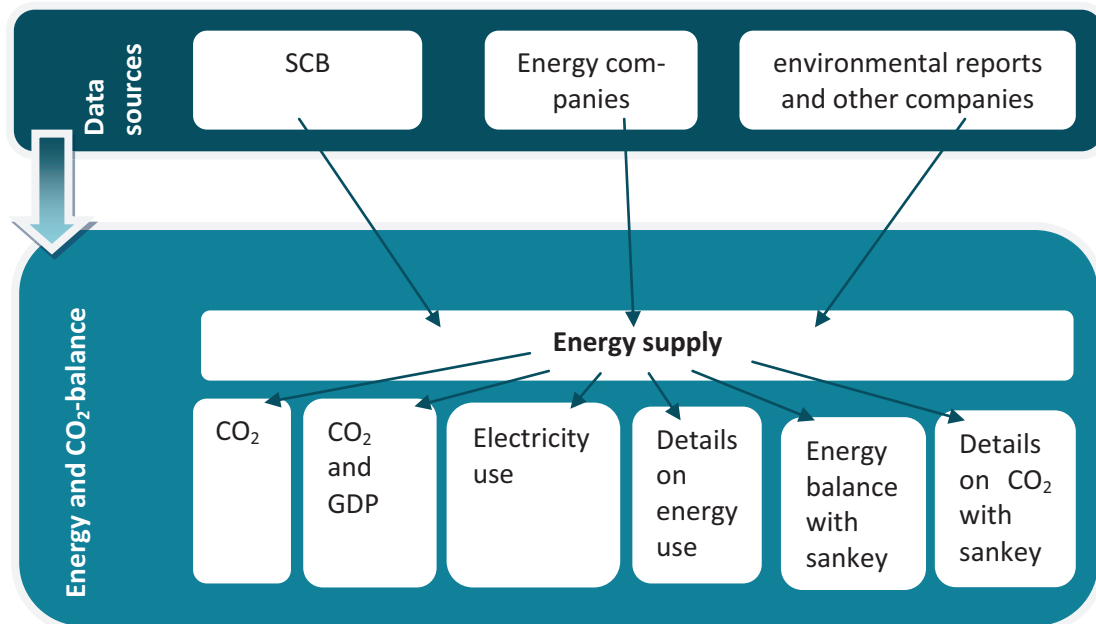 Data
sources
SCB
Energy com-
panies
environmental reports
and other companies
Energy and CO₂-balance
Energy supply
CO₂
CO₂
and
GDP
Electricity
use
Details
on
energy
use
Energy
balance
with
sankey
Details
on CO₂
with
sankey